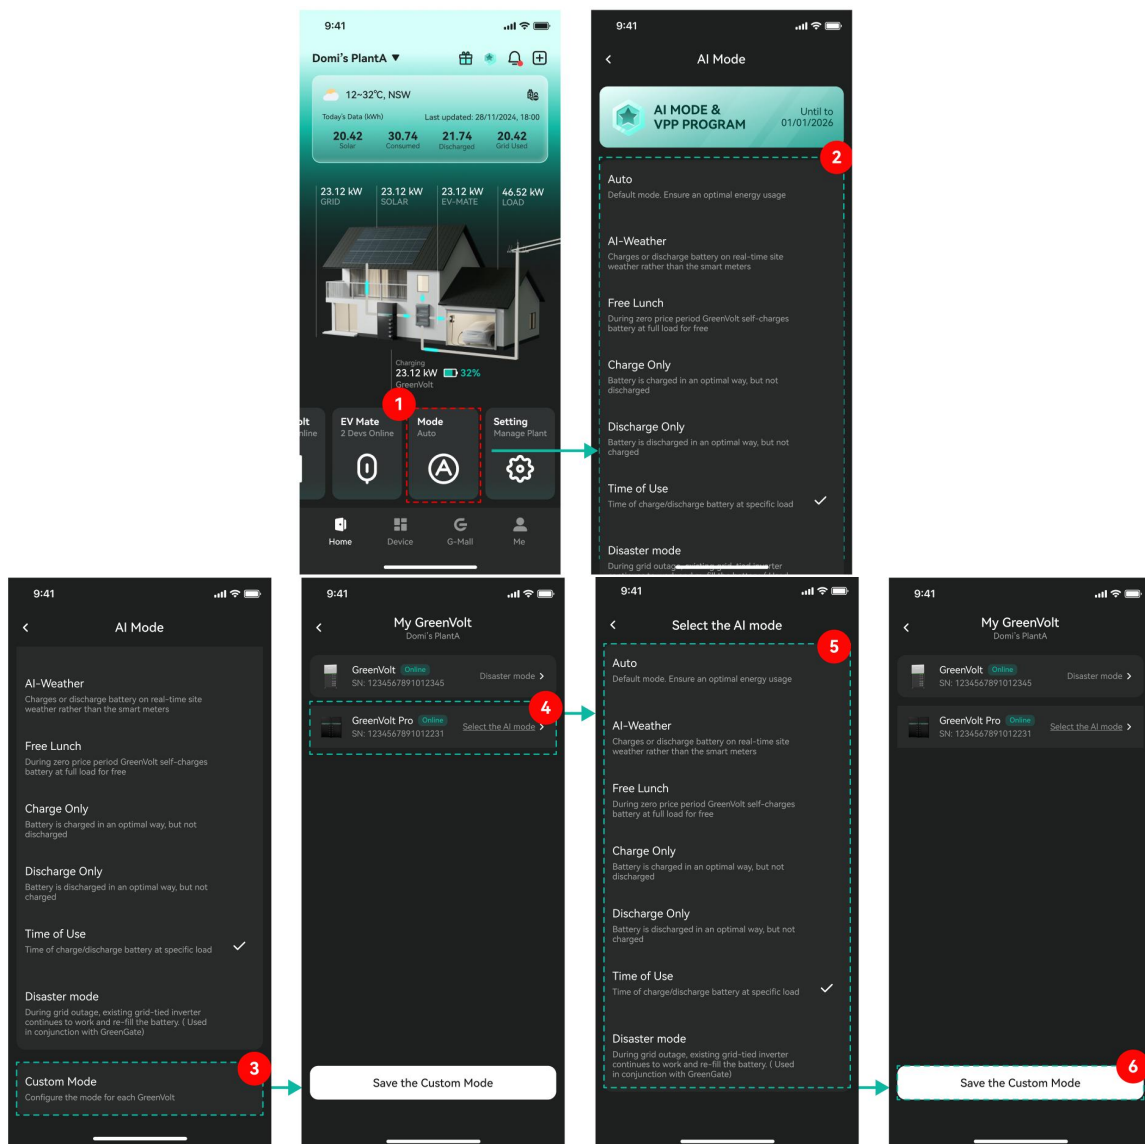 9:41
Domi's PlantA ▼
12~32℃, NSW
Today's Data (kWh)
Last updated: 28/11/2024, 18:00
20.42 30.74 21.74 20.42
Solar Consumed Discharged Grid Used
23.12 kW 23.12 kW 23.12 kW 46.52 kW
GRID SOLAR EV-MATE LOAD
Charging
23.12 kW 32%
GreenVolt
1
olt
nline
EV Mate
2 Devs Online
Mode
Auto
A
Setting
Manage Plant
Home Device G-Mall Me
9:41
AI Mode
AI MODE &
VPP PROGRAM
Until to
01/01/2026
2
Auto
Default mode. Ensure an optimal energy usage
AI-Weather
Charges or discharge battery on real-time site
weather rather than the smart meters
Free Lunch
During zero price period GreenVolt self-charges
battery at full load for free
Charge Only
Battery is charged in an optimal way, but not
discharged
Discharge Only
Battery is discharged in an optimal way, but not
charged
Time of Use
Time of charge/discharge battery at specific load
Disaster mode
During grid outage, existing grid-tied inverter
9:41
AI Mode
AI-Weather
Charges or discharge battery on real-time site
weather rather than the smart meters
Free Lunch
During zero price period GreenVolt self-charges
battery at full load for free
Charge Only
Battery is charged in an optimal way, but not
discharged
Discharge Only
Battery is discharged in an optimal way, but not
charged
Time of Use
Time of charge/discharge battery at specific load
Disaster mode
During grid outage, existing grid-tied inverter
continues to work and re-fill the battery. ( Used
in conjunction with GreenGate)
3
Custom Mode
Configure the mode for each GreenVolt
9:41
My GreenVolt
Domi's PlantA
GreenVolt Online
SN: 1234567891012345
Disaster mode >
4
GreenVolt Pro Online
SN: 1234567891012231
Select the AI mode >
Save the Custom Mode
9:41
Select the AI mode
5
Auto
Default mode. Ensure an optimal energy usage
AI-Weather
Charges or discharge battery on real-time site
weather rather than the smart meters
Free Lunch
During zero price period GreenVolt self-charges
battery at full load for free
Charge Only
Battery is charged in an optimal way, but not
discharged
Discharge Only
Battery is discharged in an optimal way, but not
charged
Time of Use
Time of charge/discharge battery at specific load
Disaster mode
During grid outage, existing grid-tied inverter
continues to work and re-fill the battery. ( Used
in conjunction with GreenGate)
9:41
My GreenVolt
Domi's PlantA
GreenVolt Online
SN: 1234567891012345
Disaster mode >
GreenVolt Pro Online
SN: 1234567891012231
Select the AI mode >
6
Save the Custom Mode